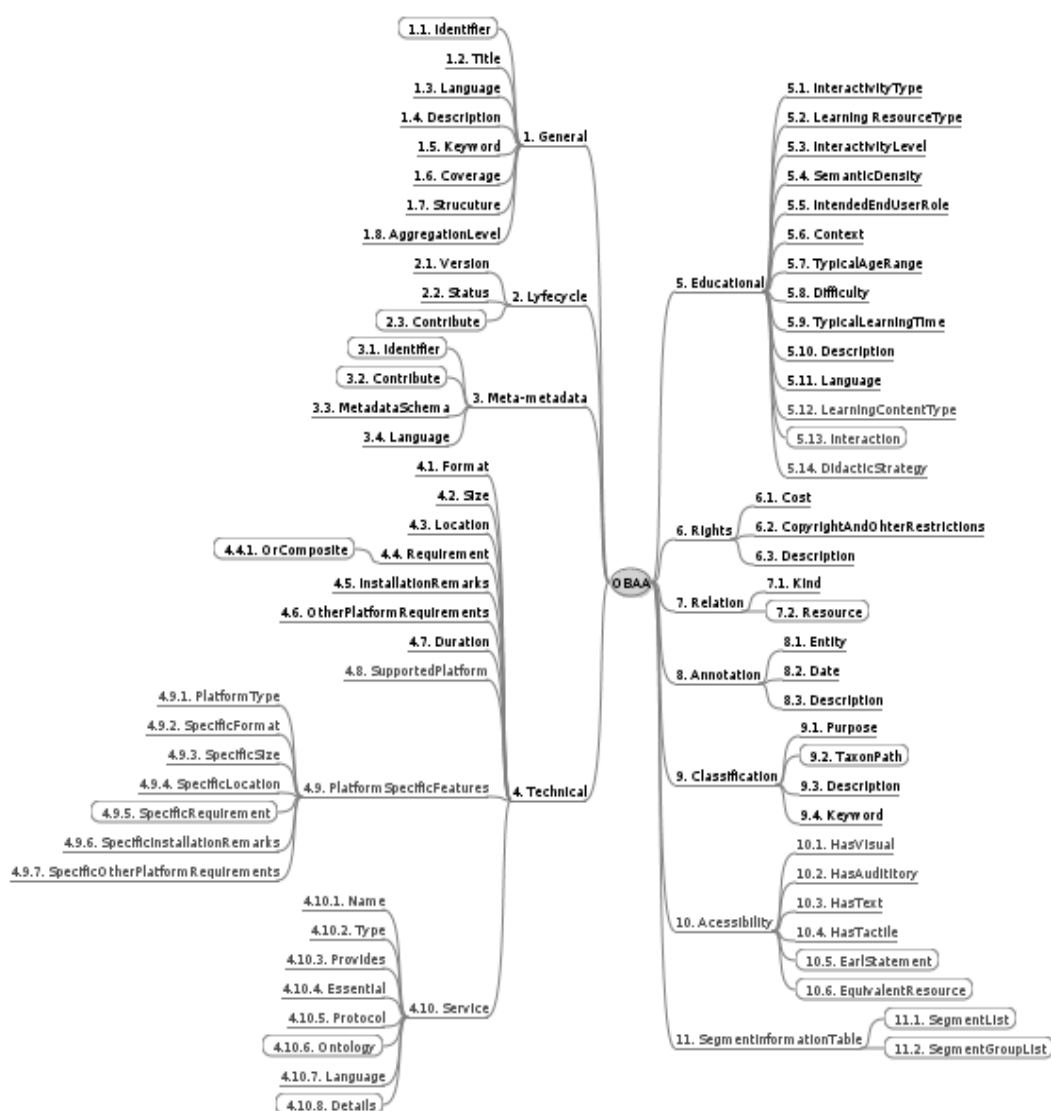 1.1. Identifier
1.2. Title
1.3. Language
1.4. Description
1.5. Keyword
1.6. Coverage
1.7. Strucuture
1.8. AggregationLevel
1. General
2.1. Version
2.2. Status
2.3. Contribute
2. Lyfecycle
3.1. Identifier
3.2. Contribute
3.3. MetadataSchema
3.4. Language
3. Meta-metadata
4.1. Format
4.2. Size
4.3. Location
4.4.1. OrComposite
4.4. Requirement
4.5. InstallationRemarks
4.6. OtherPlatformRequirements
4.7. Duration
4.8. SupportedPlatform
4.9.1. PlatformType
4.9.2. SpecificFormat
4.9.3. SpecificSize
4.9.4. SpecificLocation
4.9.5. SpecificRequirement
4.9.6. SpecificInstallationRemarks
4.9.7. SpecificOtherPlatformRequirements
4.9. PlatformSpecificFeatures
4. Technical
4.10.1. Name
4.10.2. Type
4.10.3. Provides
4.10.4. Essential
4.10.5. Protocol
4.10.6. Ontology
4.10.7. Language
4.10.8. Details
4.10. Service
OBAA
5. Educational
5.1. InteractivityType
5.2. Learning ResourceType
5.3. InteractivityLevel
5.4. SemanticDensity
5.5. IntendedEndUserRole
5.6. Context
5.7. TypicalAgeRange
5.8. Difficulty
5.9. TypicalLearningTime
5.10. Description
5.11. Language
5.12. LearningContentType
5.13. Interaction
5.14. DidacticStrategy
6. Rights
6.1. Cost
6.2. CopyrightAndOhterRestrictions
6.3. Description
7. Relation
7.1. Kind
7.2. Resource
8. Annotation
8.1. Entity
8.2. Date
8.3. Description
9. Classification
9.1. Purpose
9.2. TaxonPath
9.3. Description
9.4. Keyword
10. Acessibility
10.1. HasVisual
10.2. HasAudititory
10.3. HasText
10.4. HasTactile
10.5. EarlStatement
10.6. EquivalentResource
11. SegmentInformationTable
11.1. SegmentList
11.2. SegmentGroupList